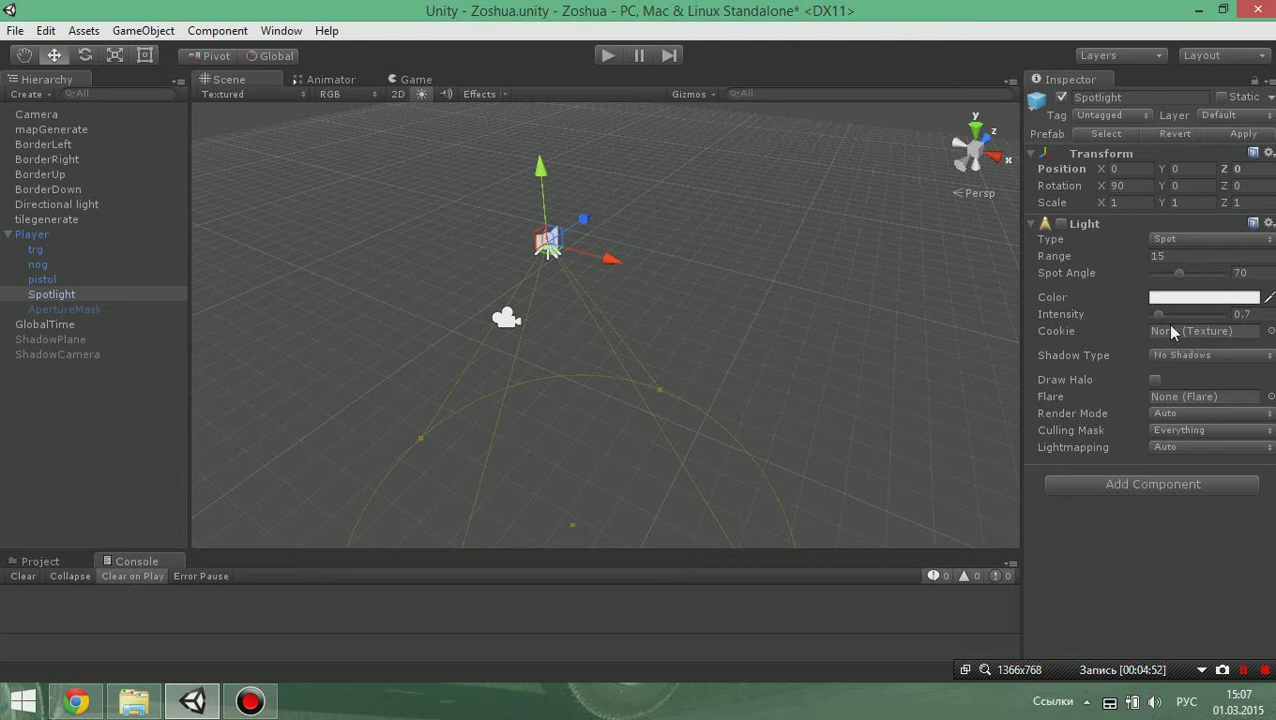 Unity - Zoshua.unity - Zoshua - PC, Mac & Linux Standalone* <DX11>
File Edit Assets GameObject Component Window Help
Pivot Global Layers Layout
Hierarchy
Create All
Camera
mapGenerate
BorderLeft
BorderRight
BorderUp
BorderDown
Directional light
tilegenerate
Player
trg
nog
pistol
Spotlight
ApertureMask
GlobalTime
ShadowPlane
ShadowCamera
Scene Animator Game
Textured RGB 2D Effects Gizmos All
y
z
x
Persp
Inspector
Spotlight Static
Tag Untagged Layer Default
Prefab Select Revert Apply
Transform
Position X 0 Y 0 Z 0
Rotation X 90 Y 0 Z 0
Scale X 1 Y 1 Z 1
Light
Type Spot
Range 15
Spot Angle 70
Color
Intensity 0.7
Cookie None (Texture)
Shadow Type No Shadows
Draw Halo
Flare None (Flare)
Render Mode Auto
Culling Mask Everything
Lightmapping Auto
Add Component
Project Console
Clear Collapse Clear on Play Error Pause 0 0 0
1366x768 Запись [00:04:52]
Ссылки РУС 15:07
01.03.2015